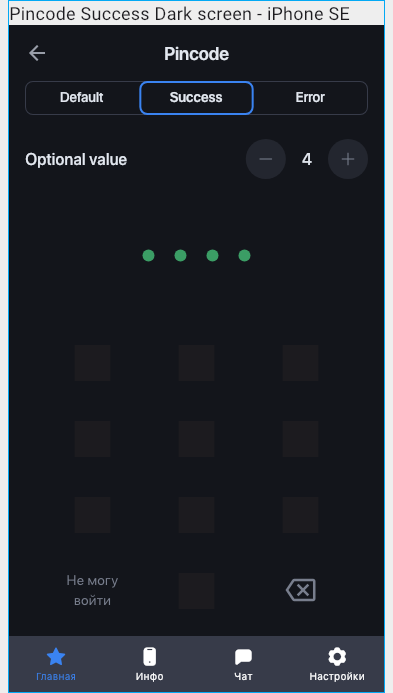 Pincode Success Dark screen - iPhone SE
Pincode
Default Success Error
Optional value 4
Не могу
войти
Главная Инфо Чат Настройки